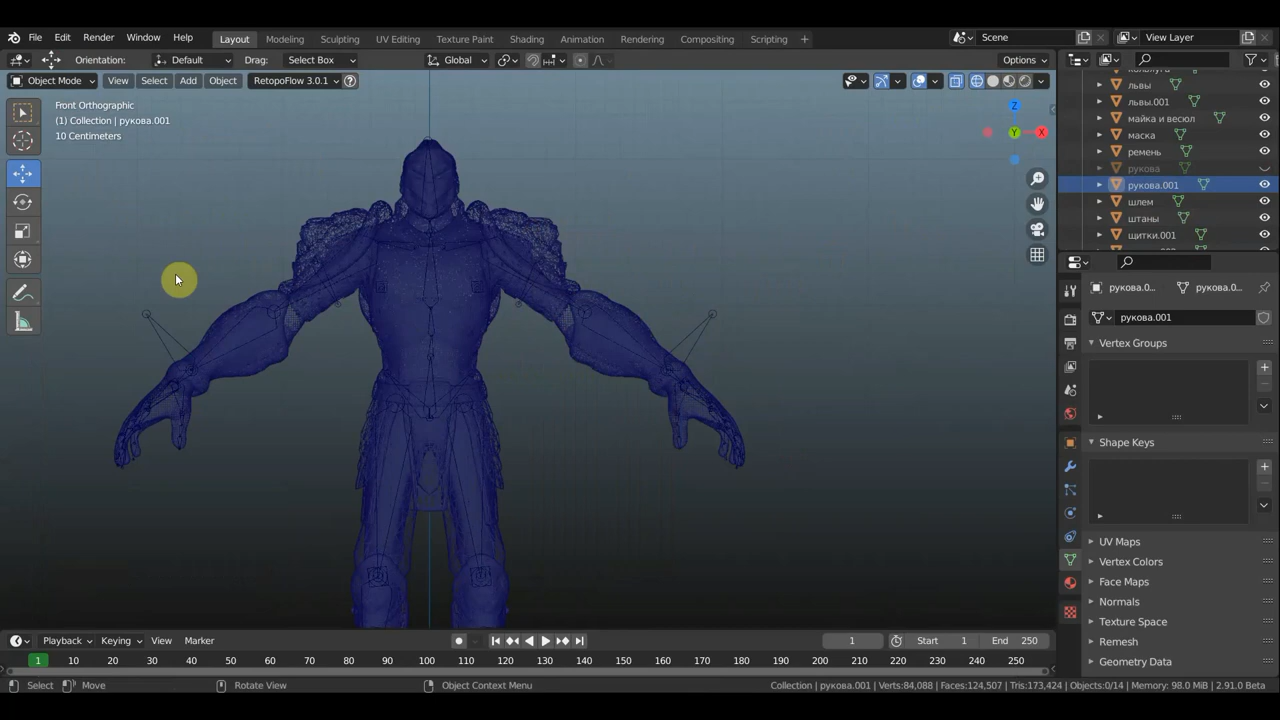 File Edit Render Window Help Layout Modeling Sculpting UV Editing Texture Paint Shading Animation Rendering Compositing Scripting + Scene View Layer
Orientation: Default Drag: Select Box Global Options
Object Mode View Select Add Object RetopoFlow 3.0.1
Front Orthographic
(1) Collection | рукова.001
10 Centimeters
Z
Y X
львы
львы.001
майка и весюл
маска
ремень
рукова
рукова.001
шлем
штаны
щитки.001
рукова.0... рукова.0...
рукова.001
Vertex Groups
Shape Keys
UV Maps
Vertex Colors
Face Maps
Normals
Texture Space
Remesh
Geometry Data
Playback Keying View Marker 1 Start 1 End 250
1 10 20 30 40 50 60 70 80 90 100 110 120 130 140 150 160 170 180 190 200 210 220 230 240 250
Select Move Rotate View Object Context Menu Collection | рукова.001 | Verts:84,088 | Faces:124,507 | Tris:173,424 | Objects:0/14 | Memory: 98.0 MiB | 2.91.0 Beta